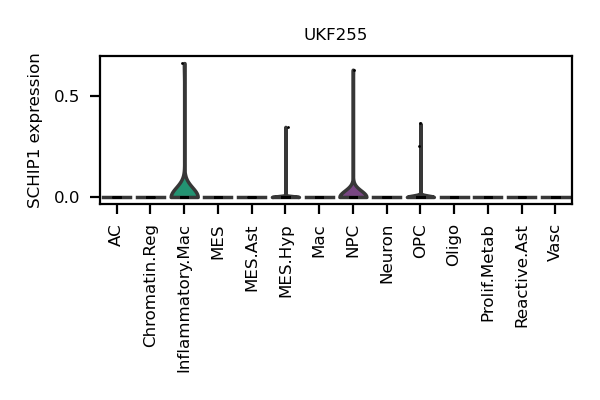 UKF255
SCHIP1 expression
0.5
0.0
AC
Chromatin.Reg
Inflammatory.Mac
MES
MES.Ast
MES.Hyp
Mac
NPC
Neuron
OPC
Oligo
Prolif.Metab
Reactive.Ast
Vasc